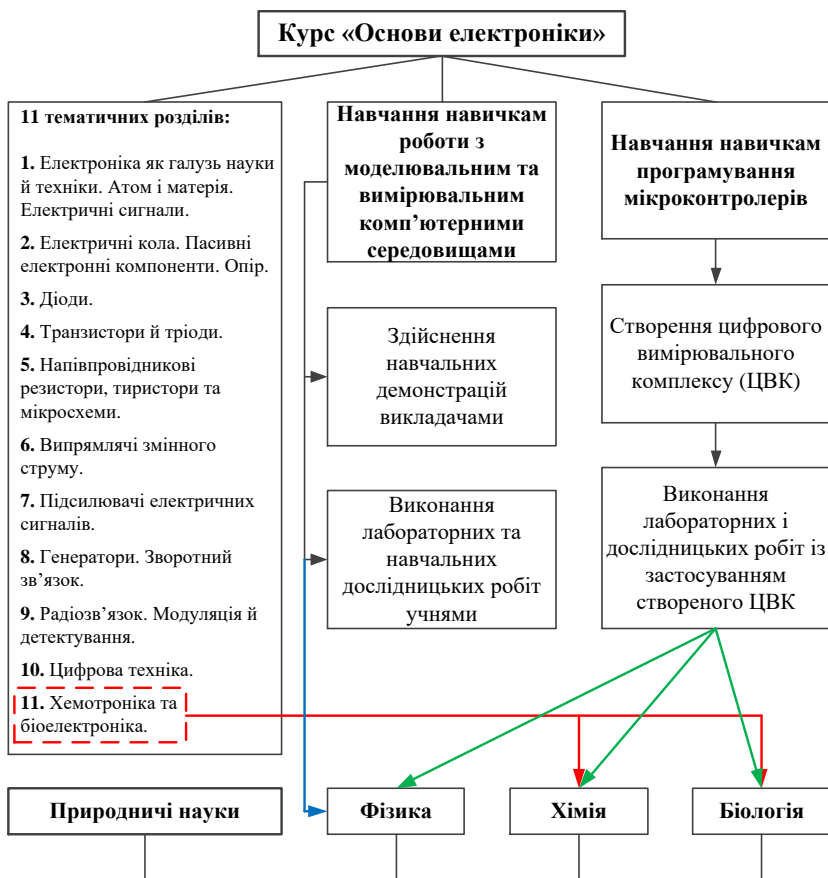 Курс «Основи електроніки»
11 тематичних розділів:
1. Електроніка як галузь науки
й техніки. Атом і матерія.
Електричні сигнали.
2. Електричні кола. Пасивні
електронні компоненти. Опір.
3. Діоди.
4. Транзистори й тріоди.
5. Напівпровідникові
резистори, тиристори та
мікросхеми.
6. Випрямлячі змінного
струму.
7. Підсилювачі електричних
сигналів.
8. Генератори. Зворотний
зв’язок.
9. Радіозв’язок. Модуляція й
детектування.
10. Цифрова техніка.
11. Хемотроніка та
біоелектроніка.
Навчання навичкам
роботи з
моделювальним та
вимірювальним
комп’ютерними
середовищами
Здійснення
навчальних
демонстрацій
викладачами
Виконання
лабораторних та
навчальних
дослідницьких робіт
учнями
Навчання навичкам
програмування
мікроконтролерів
Створення цифрового
вимірювального
комплексу (ЦВК)
Виконання
лабораторних і
дослідницьких робіт із
застосуванням
створеного ЦВК
Природничі науки
Фізика
Хімія
Біологія